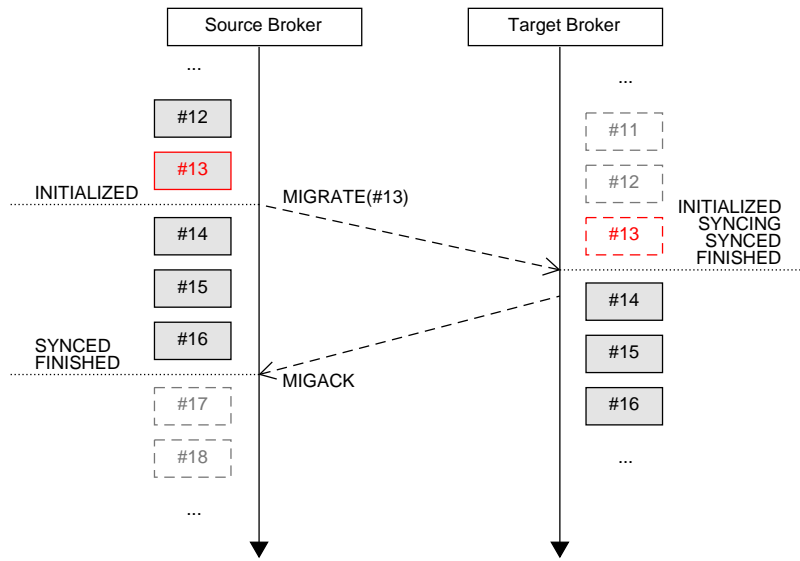 Source Broker
Target Broker
...
...
#12
#11
#13
#12
INITIALIZED
MIGRATE(#13)
INITIALIZED
SYNCING
SYNCED
FINISHED
#14
#13
#15
#14
#16
#15
SYNCED
FINISHED
MIGACK
#17
#16
#18
...
...